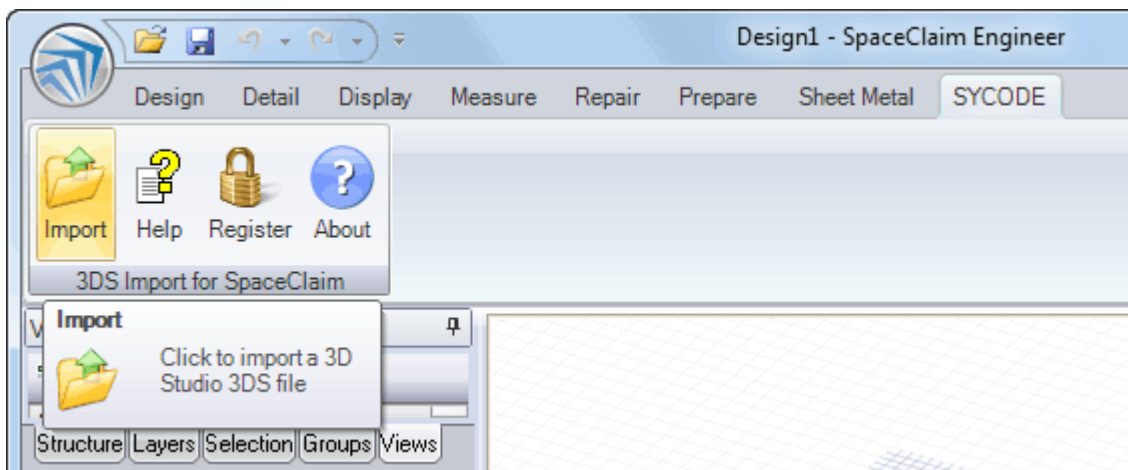 Design1 - SpaceClaim Engineer
Design Detail Display Measure Repair Prepare Sheet Metal SYCODE
Import Help Register About
3DS Import for SpaceClaim
Import
Click to import a 3D
Studio 3DS file
Structure Layers Selection Groups Views